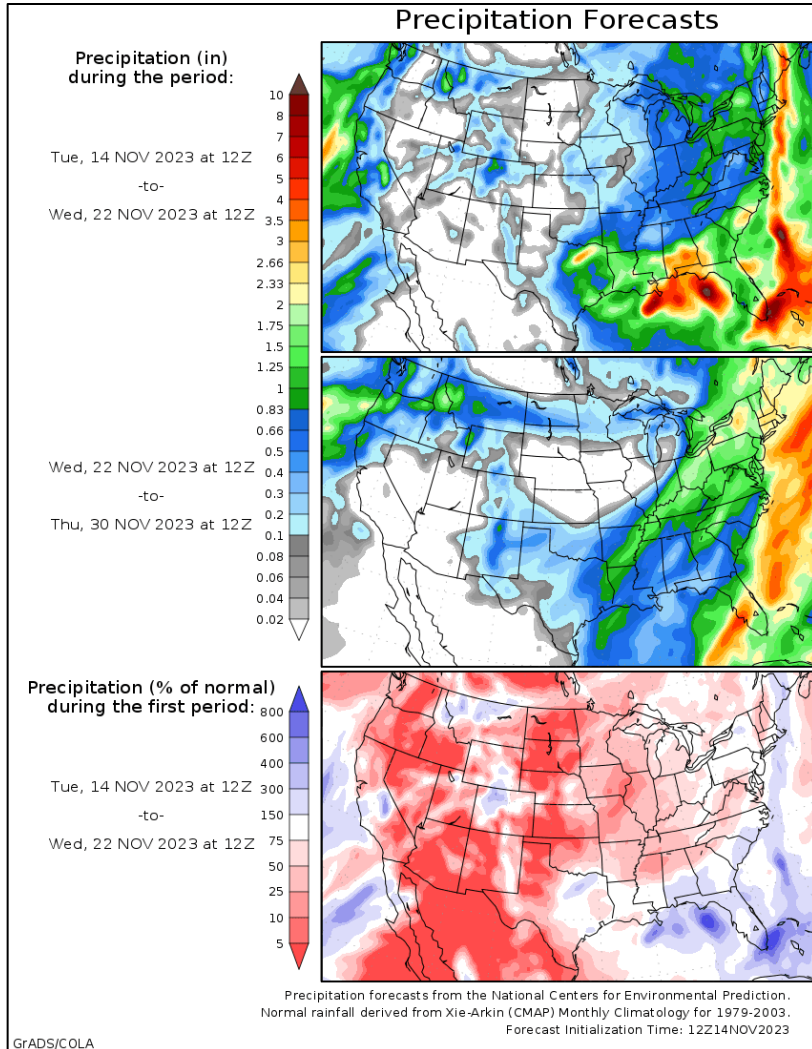 Precipitation Forecasts
Precipitation (in)
during the period:
Tue, 14 NOV 2023 at 12Z
-to-
Wed, 22 NOV 2023 at 12Z
10
8
7
6
5
4
3.5
3
2.66
2.33
2
1.75
1.5
1.25
1
0.83
0.66
0.5
0.4
0.3
0.2
0.1
0.08
0.06
0.04
0.02
Wed, 22 NOV 2023 at 12Z
-to-
Thu, 30 NOV 2023 at 12Z
Precipitation (% of normal)
during the first period:
Tue, 14 NOV 2023 at 12Z
-to-
Wed, 22 NOV 2023 at 12Z
800
600
400
300
150
75
50
25
10
5
Precipitation forecasts from the National Centers for Environmental Prediction.
Normal rainfall derived from Xie-Arkin (CMAP) Monthly Climatology for 1979-2003.
Forecast Initialization Time: 12Z14NOV2023
GrADS/COLA